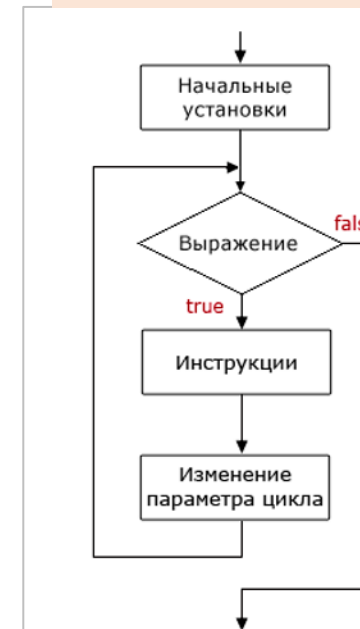 Начальные
установки
Выражение
true
Инструкции
Изменение
параметра цикла